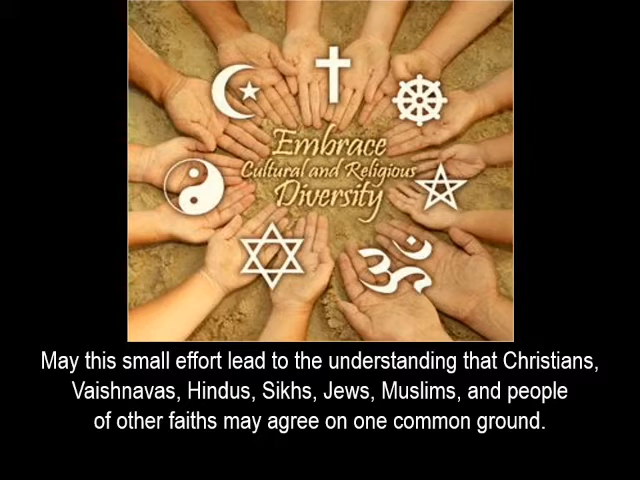 Embrace
Cultural and Religious
Diversity
May this small effort lead to the understanding that Christians,
Vaishnavas, Hindus, Sikhs, Jews, Muslims, and people
of other faiths may agree on one common ground.